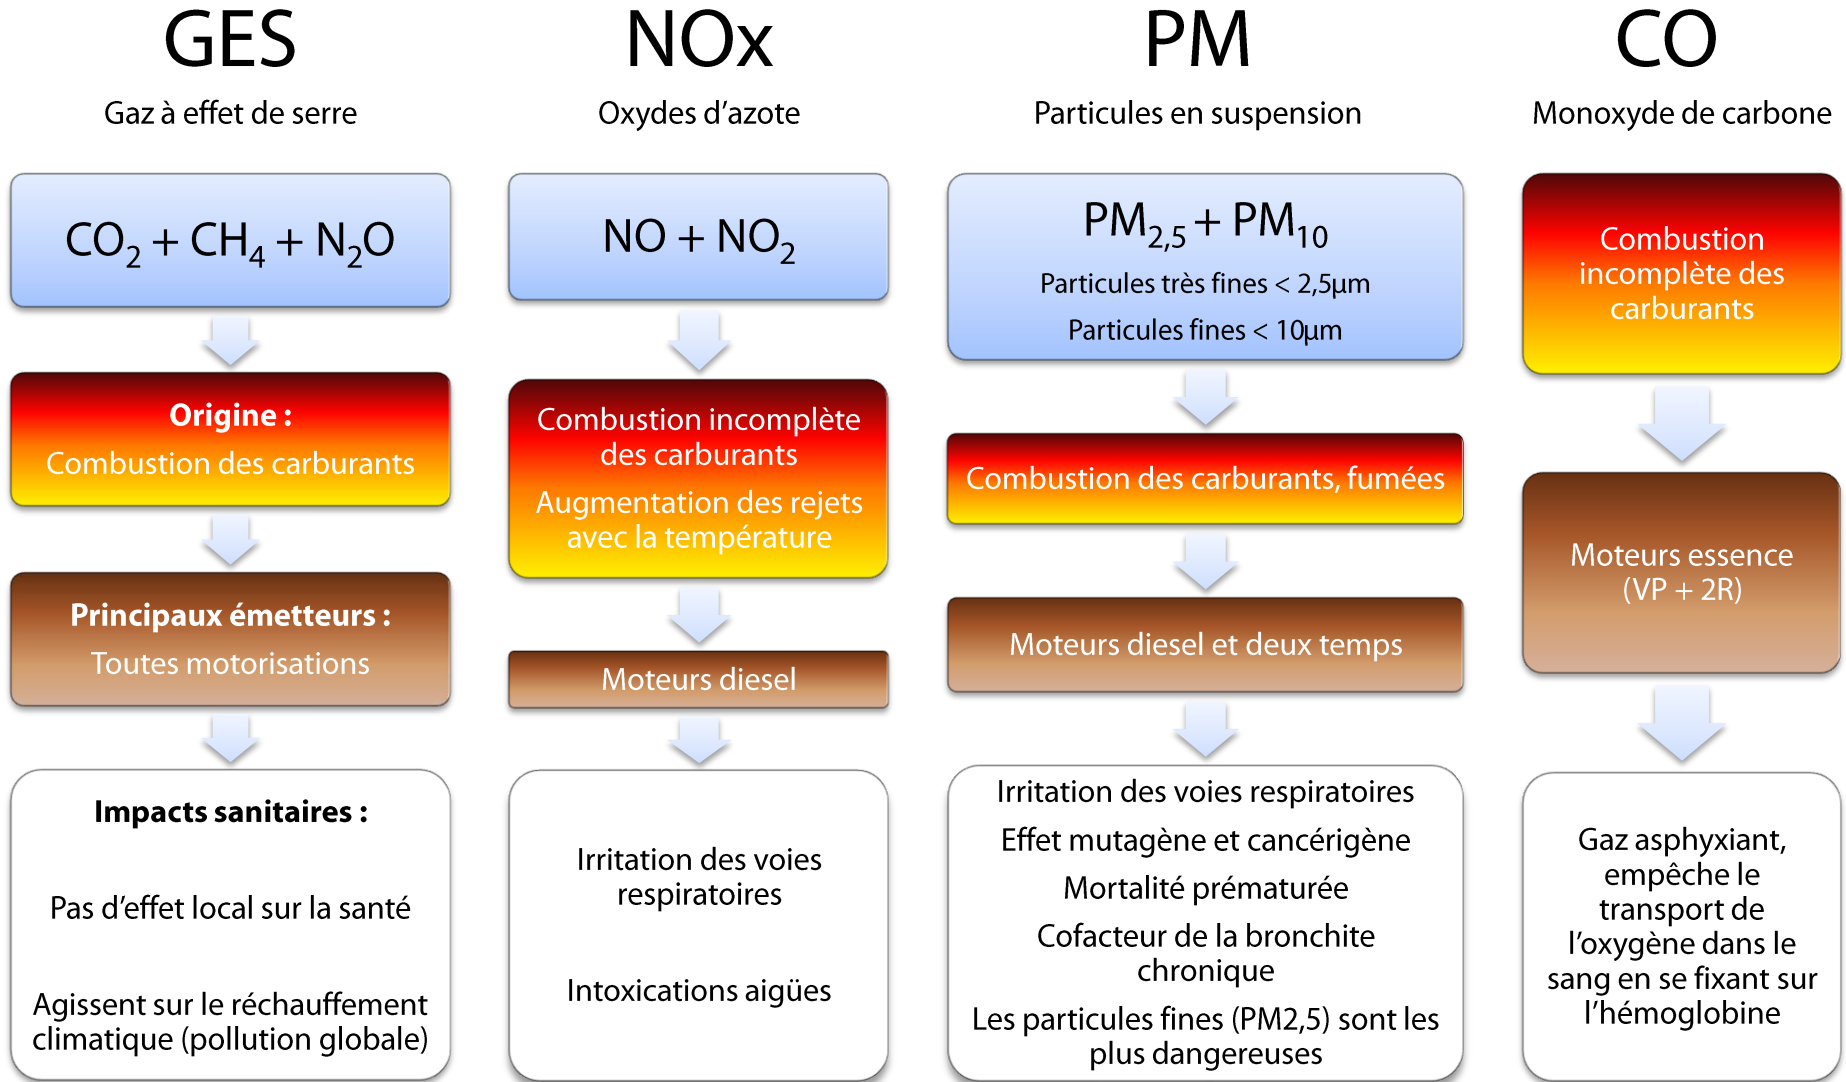 GES
Gaz à effet de serre
CO2 + CH4 + N2O
Origine :
Combustion des carburants
Principaux émetteurs :
Toutes motorisations
Impacts sanitaires :
Pas d’effet local sur la santé
Agissent sur le réchauffement
climatique (pollution globale)
NOx
Oxydes d’azote
NO + NO2
Combustion incomplète
des carburants
Augmentation des rejets
avec la température
Moteurs diesel
Irritation des voies
respiratoires
Intoxications aigües
PM
Particules en suspension
PM2,5 + PM10
Particules très fines < 2,5µm
Particules fines < 10µm
Combustion des carburants, fumées
Moteurs diesel et deux temps
Irritation des voies respiratoires
Effet mutagène et cancérigène
Mortalité prématurée
Cofacteur de la bronchite
chronique
Les particules fines (PM2,5) sont les
plus dangereuses
CO
Monoxyde de carbone
Combustion
incomplète des
carburants
Moteurs essence
(VP + 2R)
Gaz asphyxiant,
empêche le
transport de
l’oxygène dans le
sang en se fixant sur
l’hémoglobine